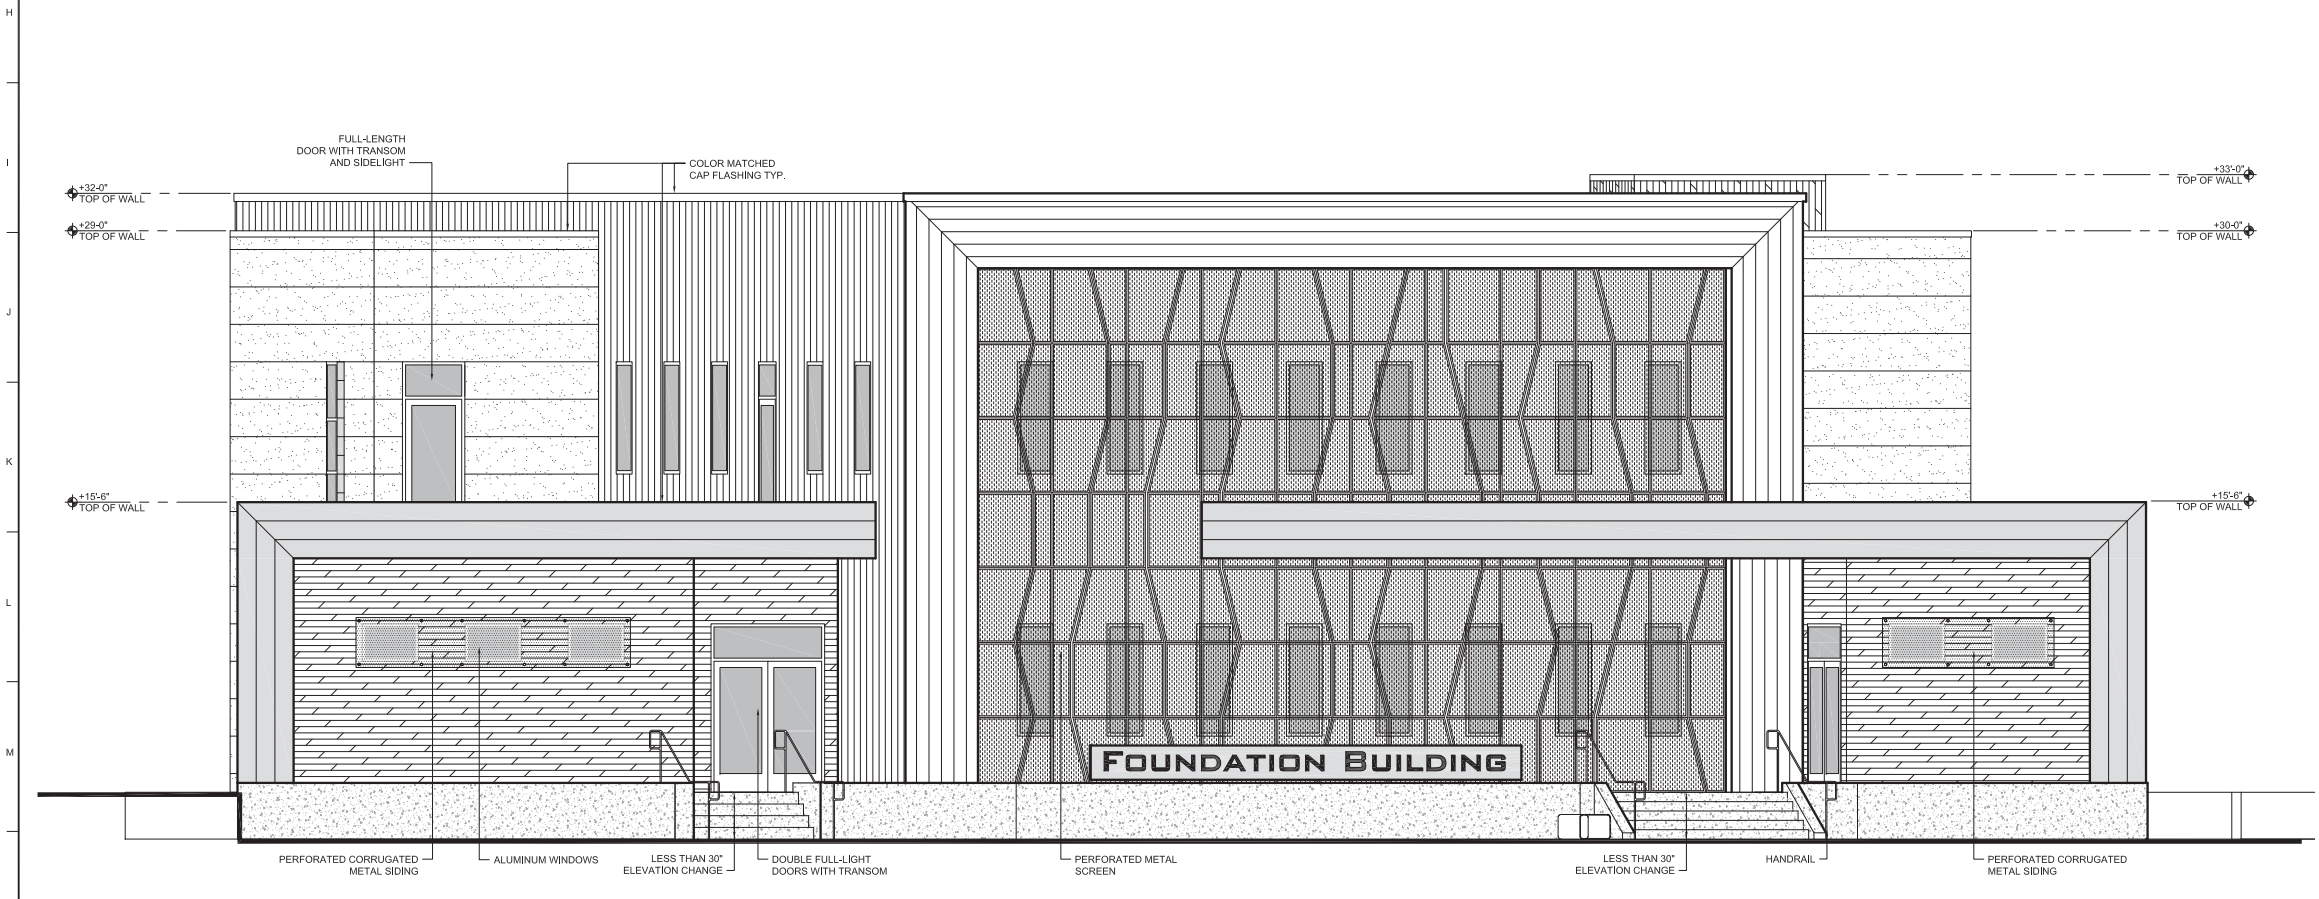 H
FULL-LENGTH
DOOR WITH TRANSOM
AND SIDELIGHT
COLOR MATCHED
CAP FLASHING TYP.
I
+32-0"
TOP OF WALL
+33'-0"
TOP OF WALL
+29-0"
TOP OF WALL
+30-0"
TOP OF WALL
J
K
+15'-6"
TOP OF WALL
+15'-6"
TOP OF WALL
L
M
FOUNDATION BUILDING
PERFORATED CORRUGATED
METAL SIDING
ALUMINUM WINDOWS
LESS THAN 30"
ELEVATION CHANGE
DOUBLE FULL-LIGHT
DOORS WITH TRANSOM
PERFORATED METAL
SCREEN
LESS THAN 30"
ELEVATION CHANGE
HANDRAIL
PERFORATED CORRUGATED
METAL SIDING